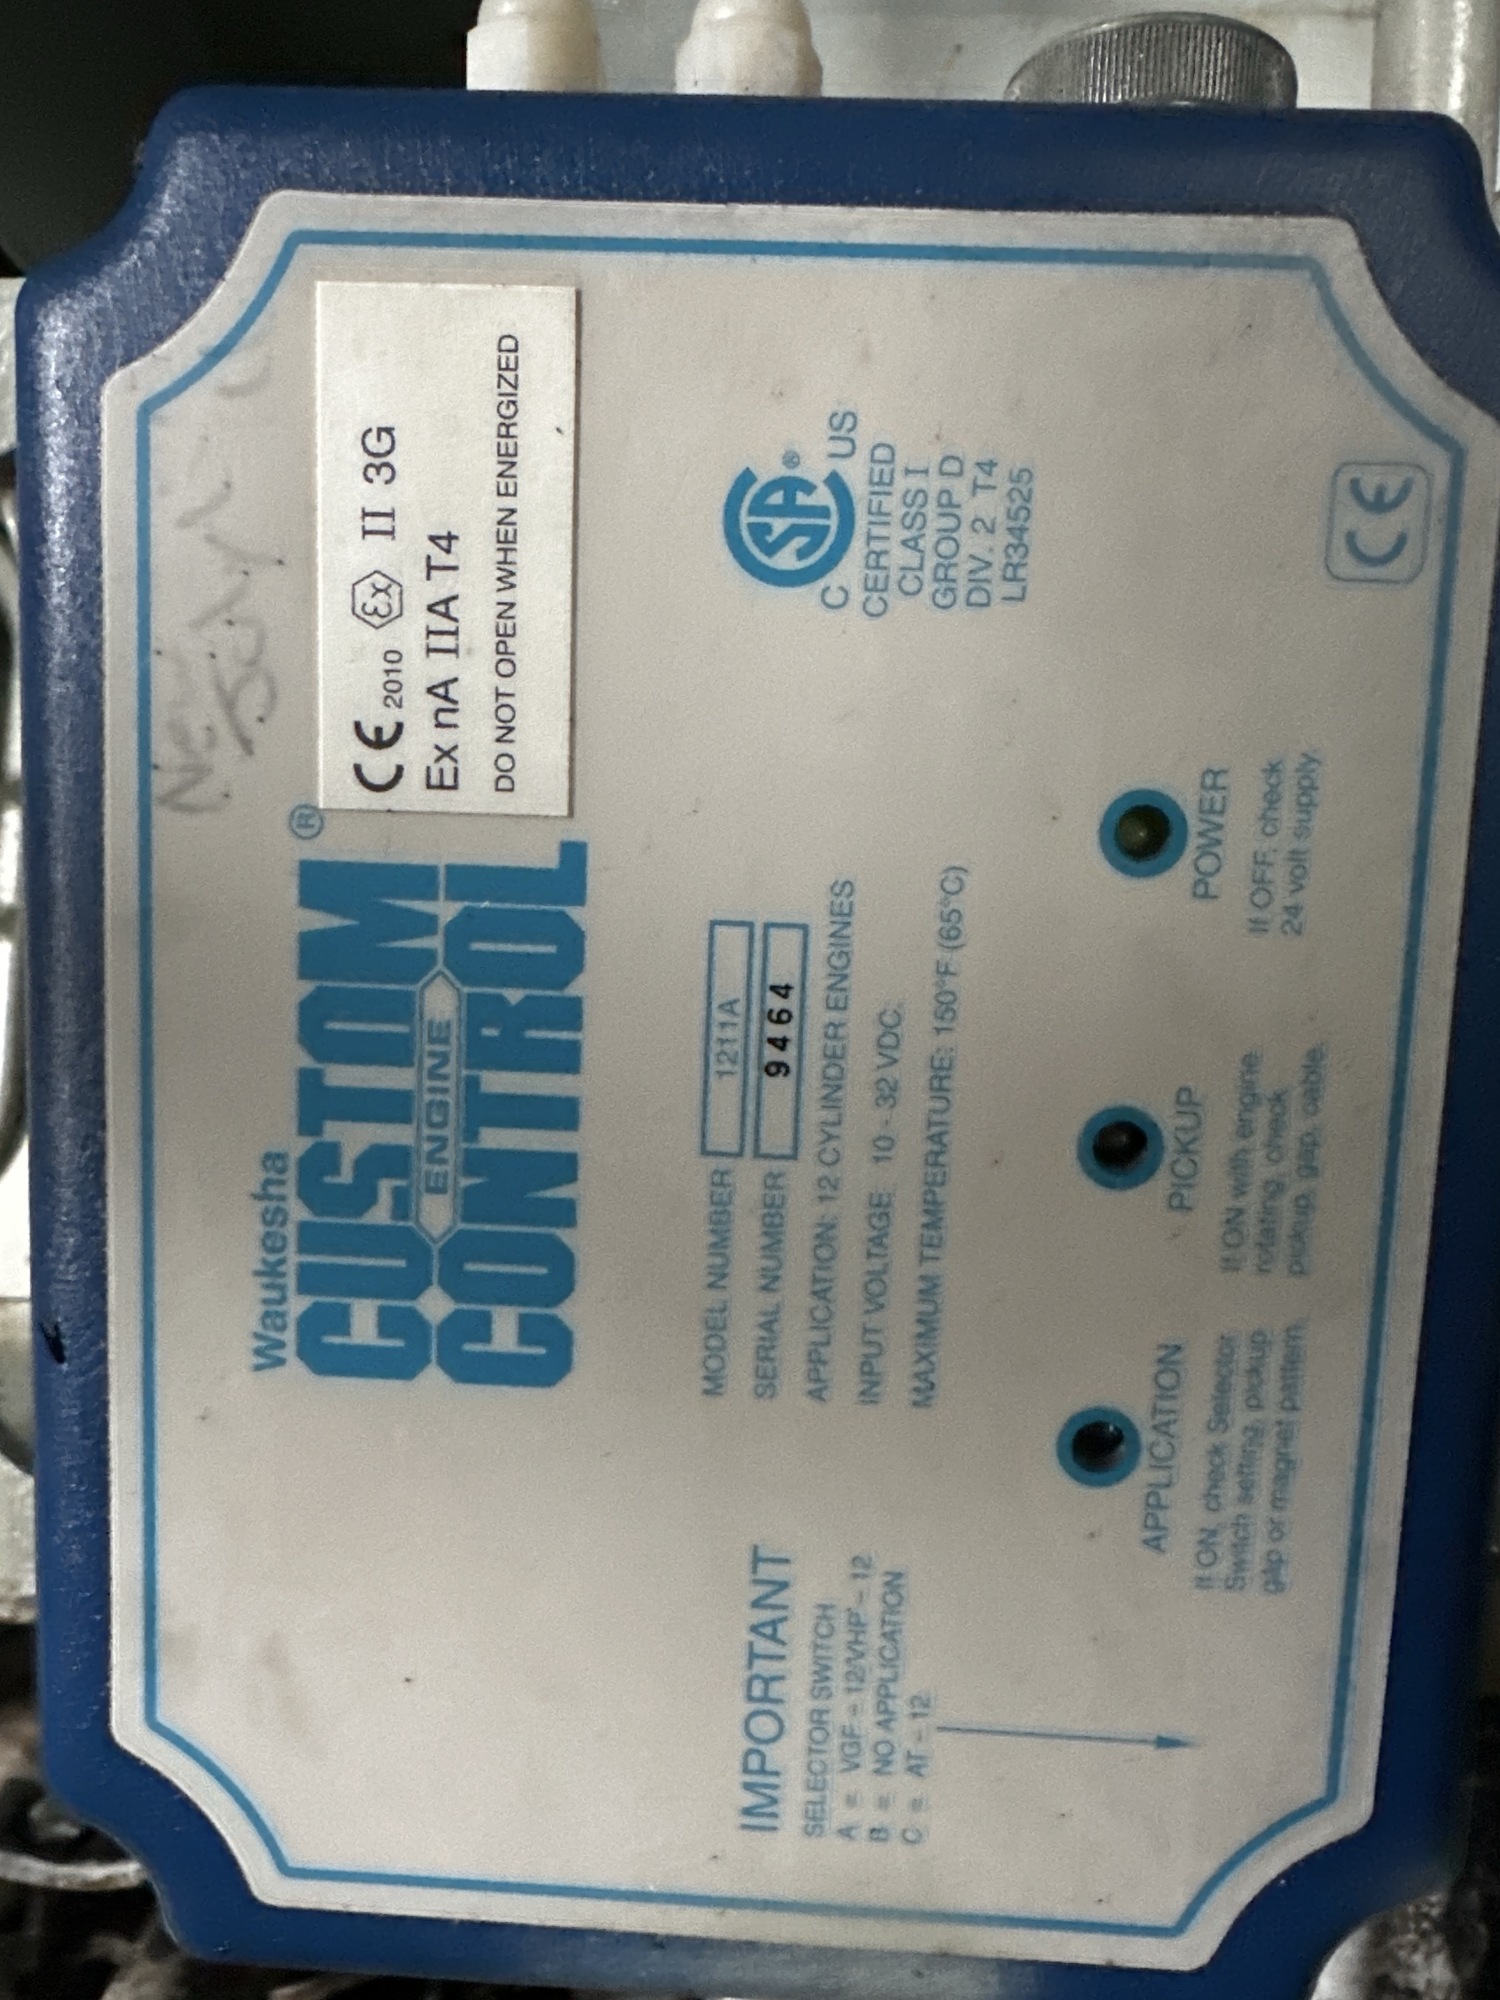 Waukesha
CUSTOM®
ENGINE
CONTROL
CE 2010 Ex II 3G
Ex nA IIA T4
DO NOT OPEN WHEN ENERGIZED
MODEL NUMBER 1211A
SERIAL NUMBER 9464
APPLICATION: 12 CYLINDER ENGINES
INPUT VOLTAGE: 10 - 32 VDC
MAXIMUM TEMPERATURE: 150°F (65°C)
SA®
C US
CERTIFIED
CLASS I
GROUP D
DIV. 2 T4
LR34525
IMPORTANT
SELECTOR SWITCH
A = VGF - 12/VHP - 12
B = NO APPLICATION
C = AT - 12
APPLICATION
If ON, check Selector
Switch setting, pickup
gap or magnet pattern.
PICKUP
If ON with engine
rotating, check
pickup, gap, cable.
POWER
If OFF, check
24 volt supply.
CE
New